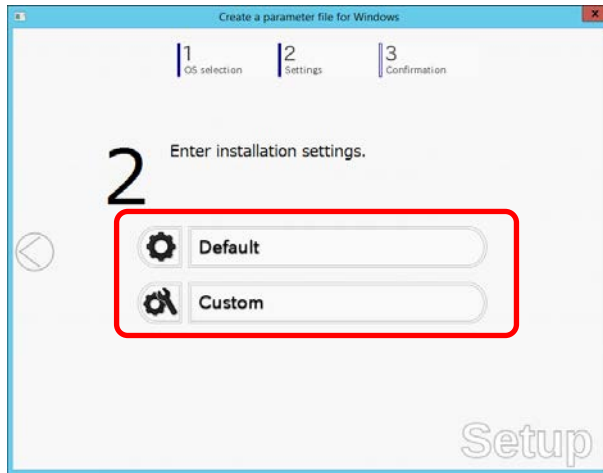 Create a parameter file for Windows
x
1
OS selection
2
Settings
3
Confirmation
2
Enter installation settings.
Default
Custom
Setup